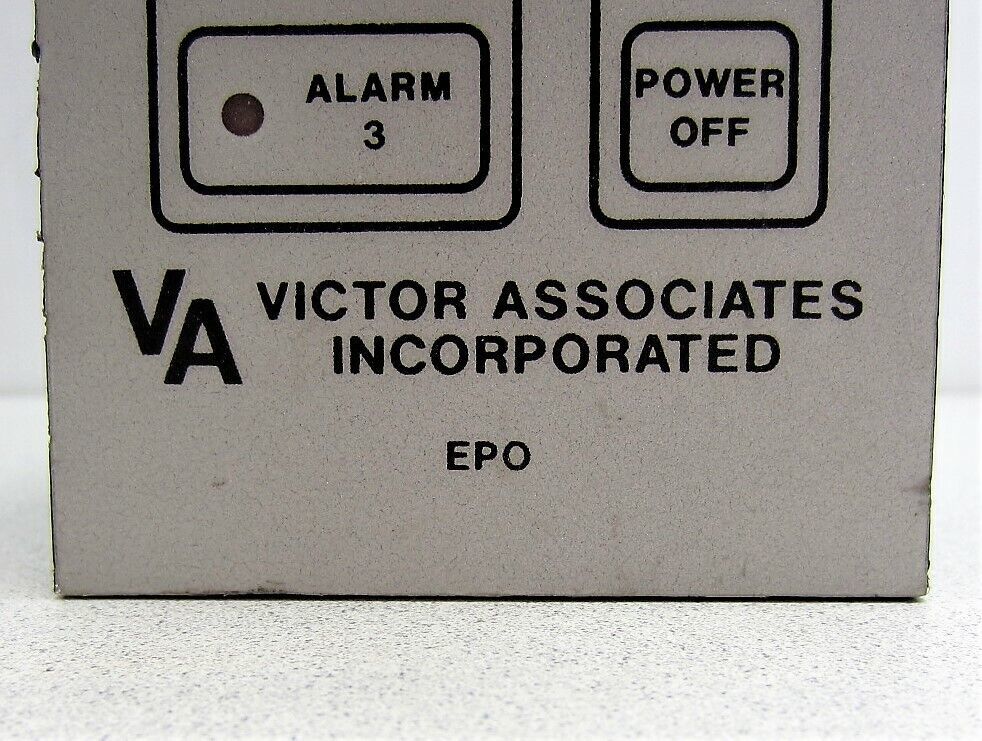 ALARM
3
POWER
OFF
VA VICTOR ASSOCIATES
INCORPORATED
EPO